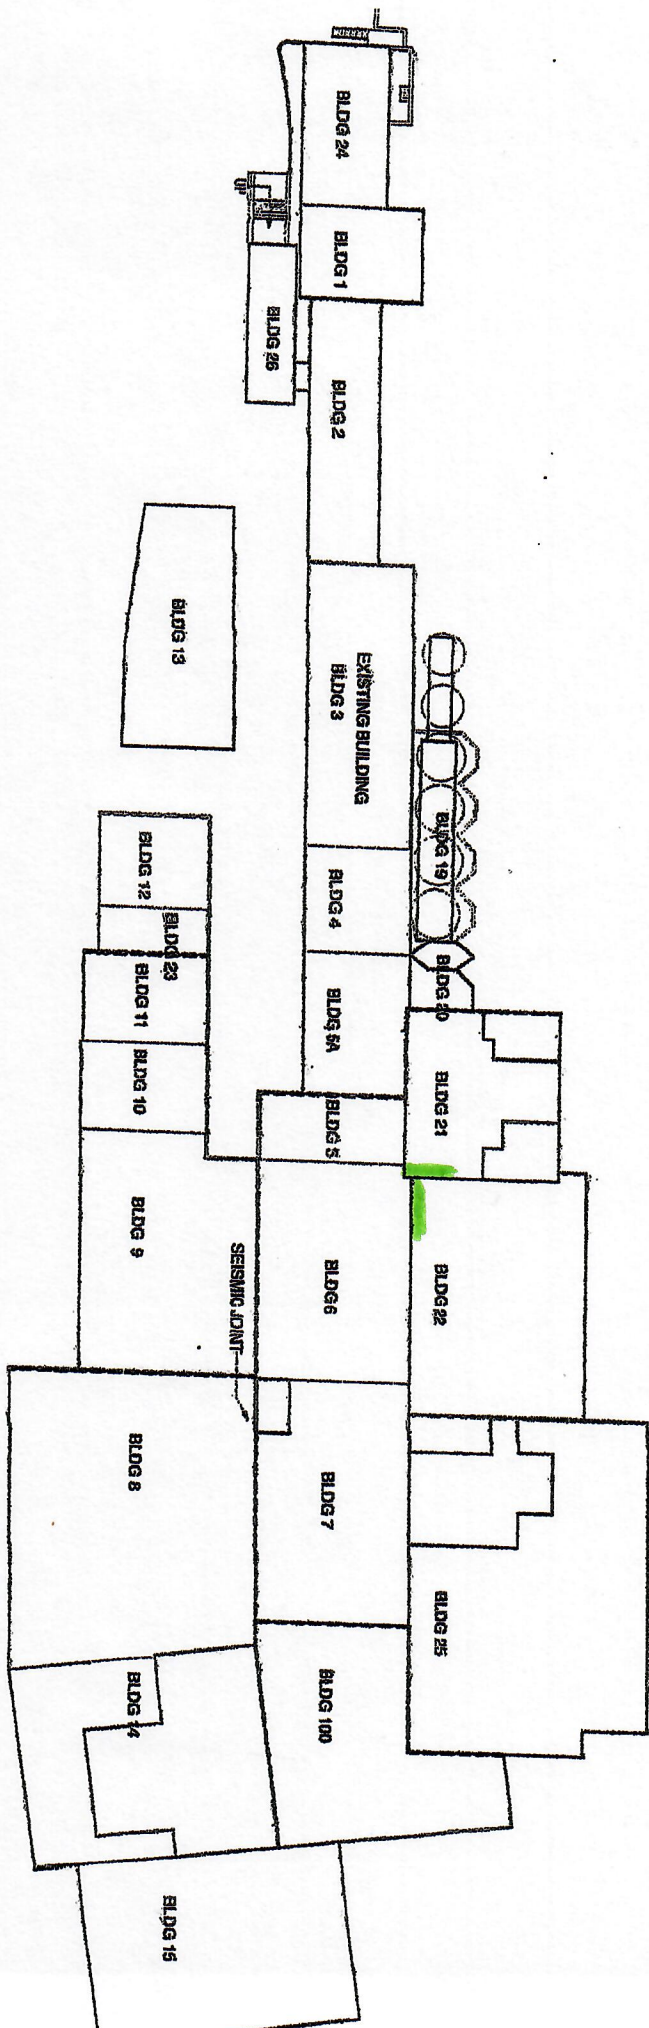 BLDG 24
BLDG 1
UP
BLDG 26
BLDG 2
BLDG 13
EXISTING BUILDING
BLDG 3
BLDG 19
BLDG 12
BLDG 4
BLDG 23
BLDG 20
BLDG 11
BLDG 5A
BLDG 10
BLDG 21
BLDG 5
BLDG 9
SEISMIC JOINT
BLDG 6
BLDG 22
BLDG 8
BLDG 7
BLDG 25
BLDG 14
BLDG 100
BLDG 15